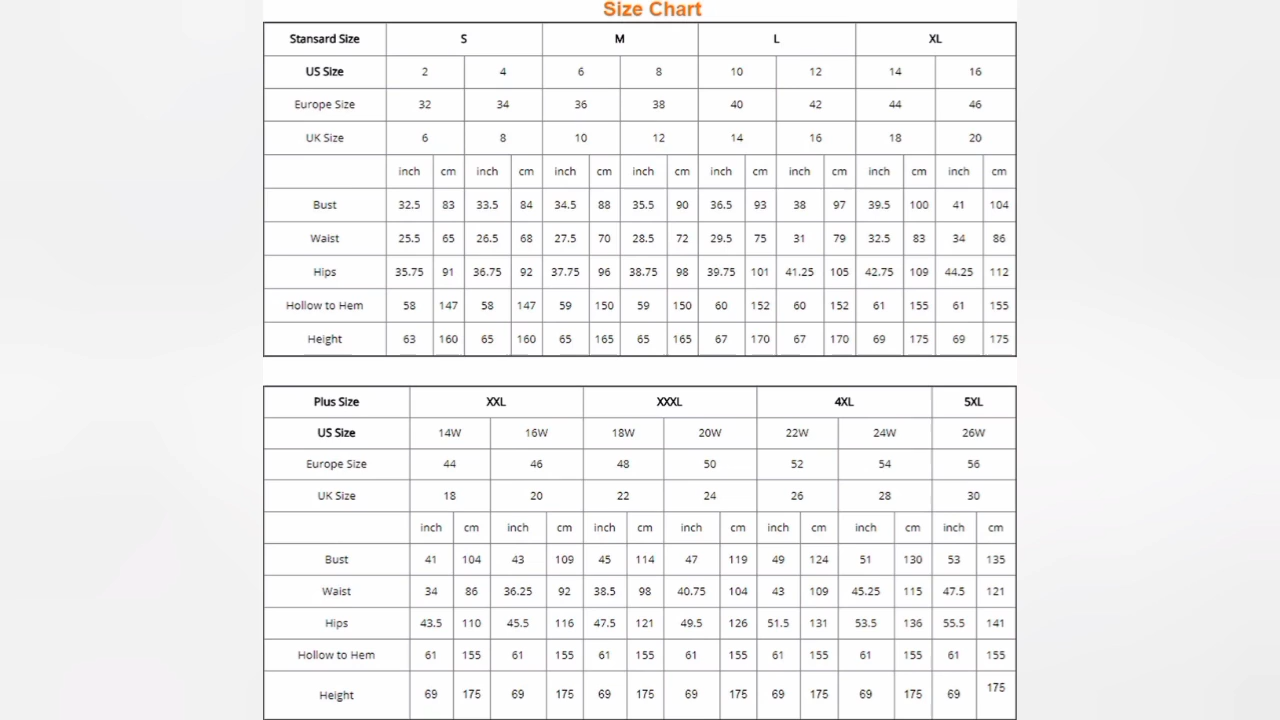 Size Chart
Stansard Size S M L XL
US Size 2 4 6 8 10 12 14 16
Europe Size 32 34 36 38 40 42 44 46
UK Size 6 8 10 12 14 16 18 20
inch cm inch cm inch cm inch cm inch cm inch cm inch cm inch cm
Bust 32.5 83 33.5 84 34.5 88 35.5 90 36.5 93 38 97 39.5 100 41 104
Waist 25.5 65 26.5 68 27.5 70 28.5 72 29.5 75 31 79 32.5 83 34 86
Hips 35.75 91 36.75 92 37.75 96 38.75 98 39.75 101 41.25 105 42.75 109 44.25 112
Hollow to Hem 58 147 58 147 59 150 59 150 60 152 60 152 61 155 61 155
Height 63 160 65 160 65 165 65 165 67 170 67 170 69 175 69 175
Plus Size XXL XXXL 4XL 5XL
US Size 14W 16W 18W 20W 22W 24W 26W
Europe Size 44 46 48 50 52 54 56
UK Size 18 20 22 24 26 28 30
inch cm inch cm inch cm inch cm inch cm inch cm inch cm
Bust 41 104 43 109 45 114 47 119 49 124 51 130 53 135
Waist 34 86 36.25 92 38.5 98 40.75 104 43 109 45.25 115 47.5 121
Hips 43.5 110 45.5 116 47.5 121 49.5 126 51.5 131 53.5 136 55.5 141
Hollow to Hem 61 155 61 155 61 155 61 155 61 155 61 155 61 155
Height 69 175 69 175 69 175 69 175 69 175 69 175 69 175